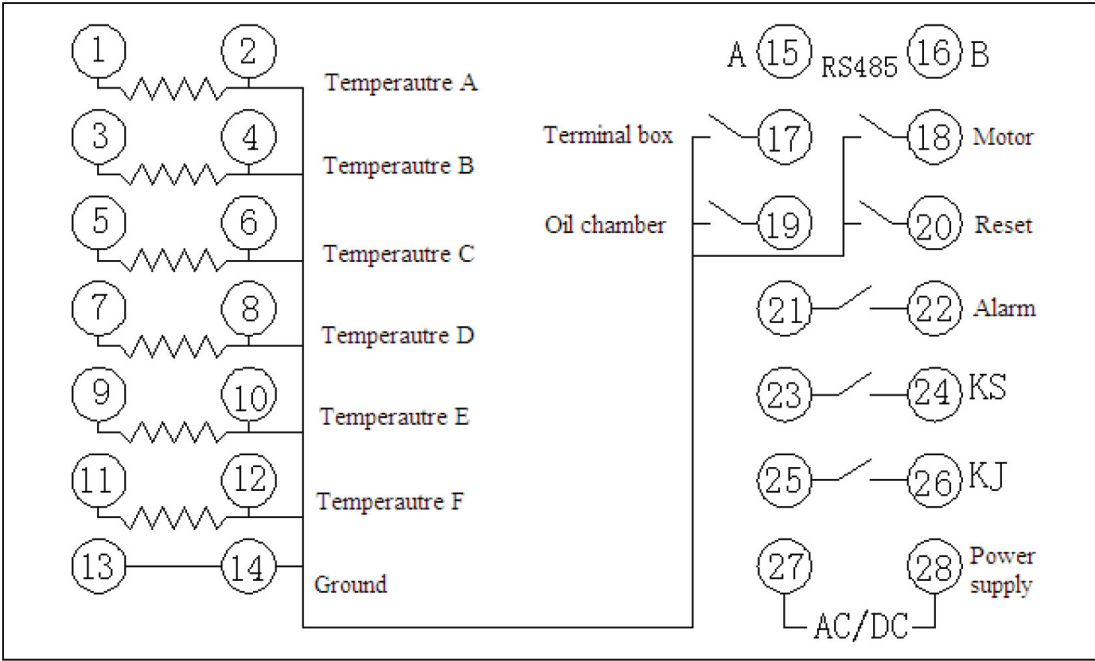 1 2
Temperautre A
3 4
Temperautre B
5 6
Temperautre C
7 8
Temperautre D
9 10
Temperautre E
11 12
Temperautre F
13 14
Ground
A 15 RS485 16 B
Terminal box 17 18 Motor
Oil chamber 19 20 Reset
21 22 Alarm
23 24 KS
25 26 KJ
27 28 Power
supply
AC/DC